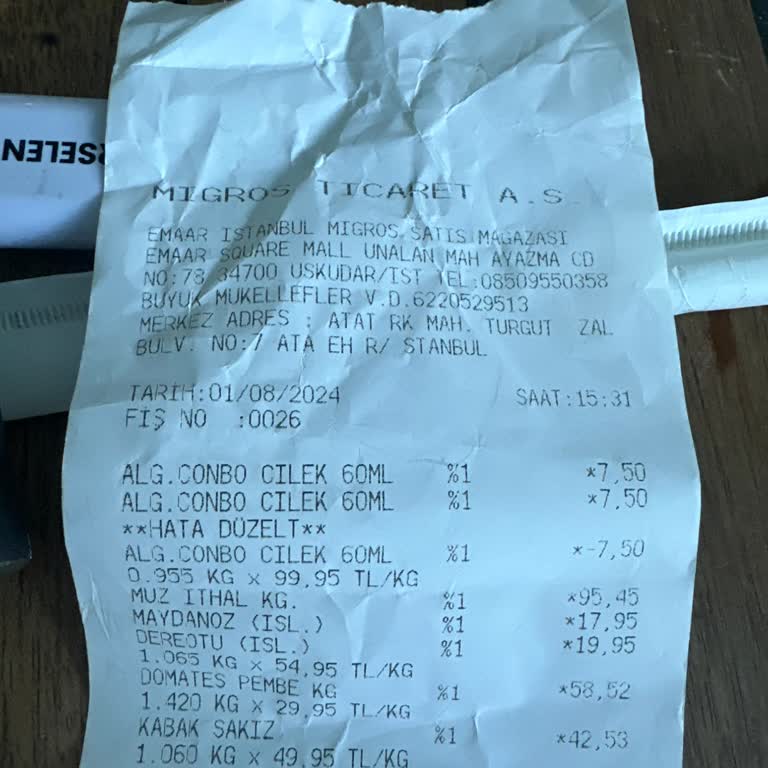 RSELEN
MIGROS TICARET A.S.
EMAAR ISTANBUL MIGROS SATIS MAGAZASI
EMAAR SQUARE MALL UNALAN MAH AYAZMA CD
NO:78 34700 USKUDAR/IST TEL:08509550358
BUYUK MUKELLEFLER V.D.6220529513
MERKEZ ADRES : ATAT RK MAH. TURGUT ZAL
BULV. NO:7 ATA EH R/ STANBUL
TARİH:01/08/2024 SAAT:15:31
FİŞ NO :0026
ALG.CONBO CILEK 60ML %1 *7,50
ALG.CONBO CILEK 60ML %1 *7,50
**HATA DÜZELT**
ALG.CONBO CILEK 60ML %1 *-7,50
0.955 KG x 99,95 TL/KG
MUZ ITHAL KG. %1 *95,45
MAYDANOZ (ISL.) %1 *17,95
DEREOTU (ISL.) %1 *19,95
1.065 KG x 54,95 TL/KG
DOMATES PEMBE KG %1 *58,52
1.420 KG x 29,95 TL/KG
KABAK SAKIZ %1 *42,53
1.060 KG x 49,95 TL/KG